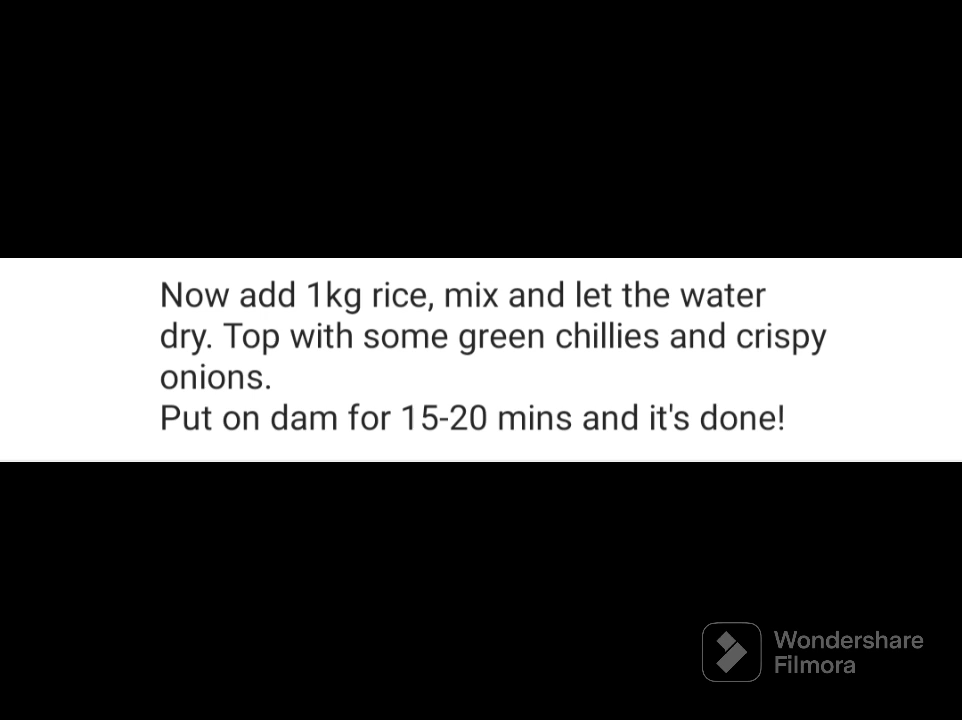 Now add 1kg rice, mix and let the water
dry. Top with some green chillies and crispy
onions.
Put on dam for 15-20 mins and it's done!
Wondershare
Filmora